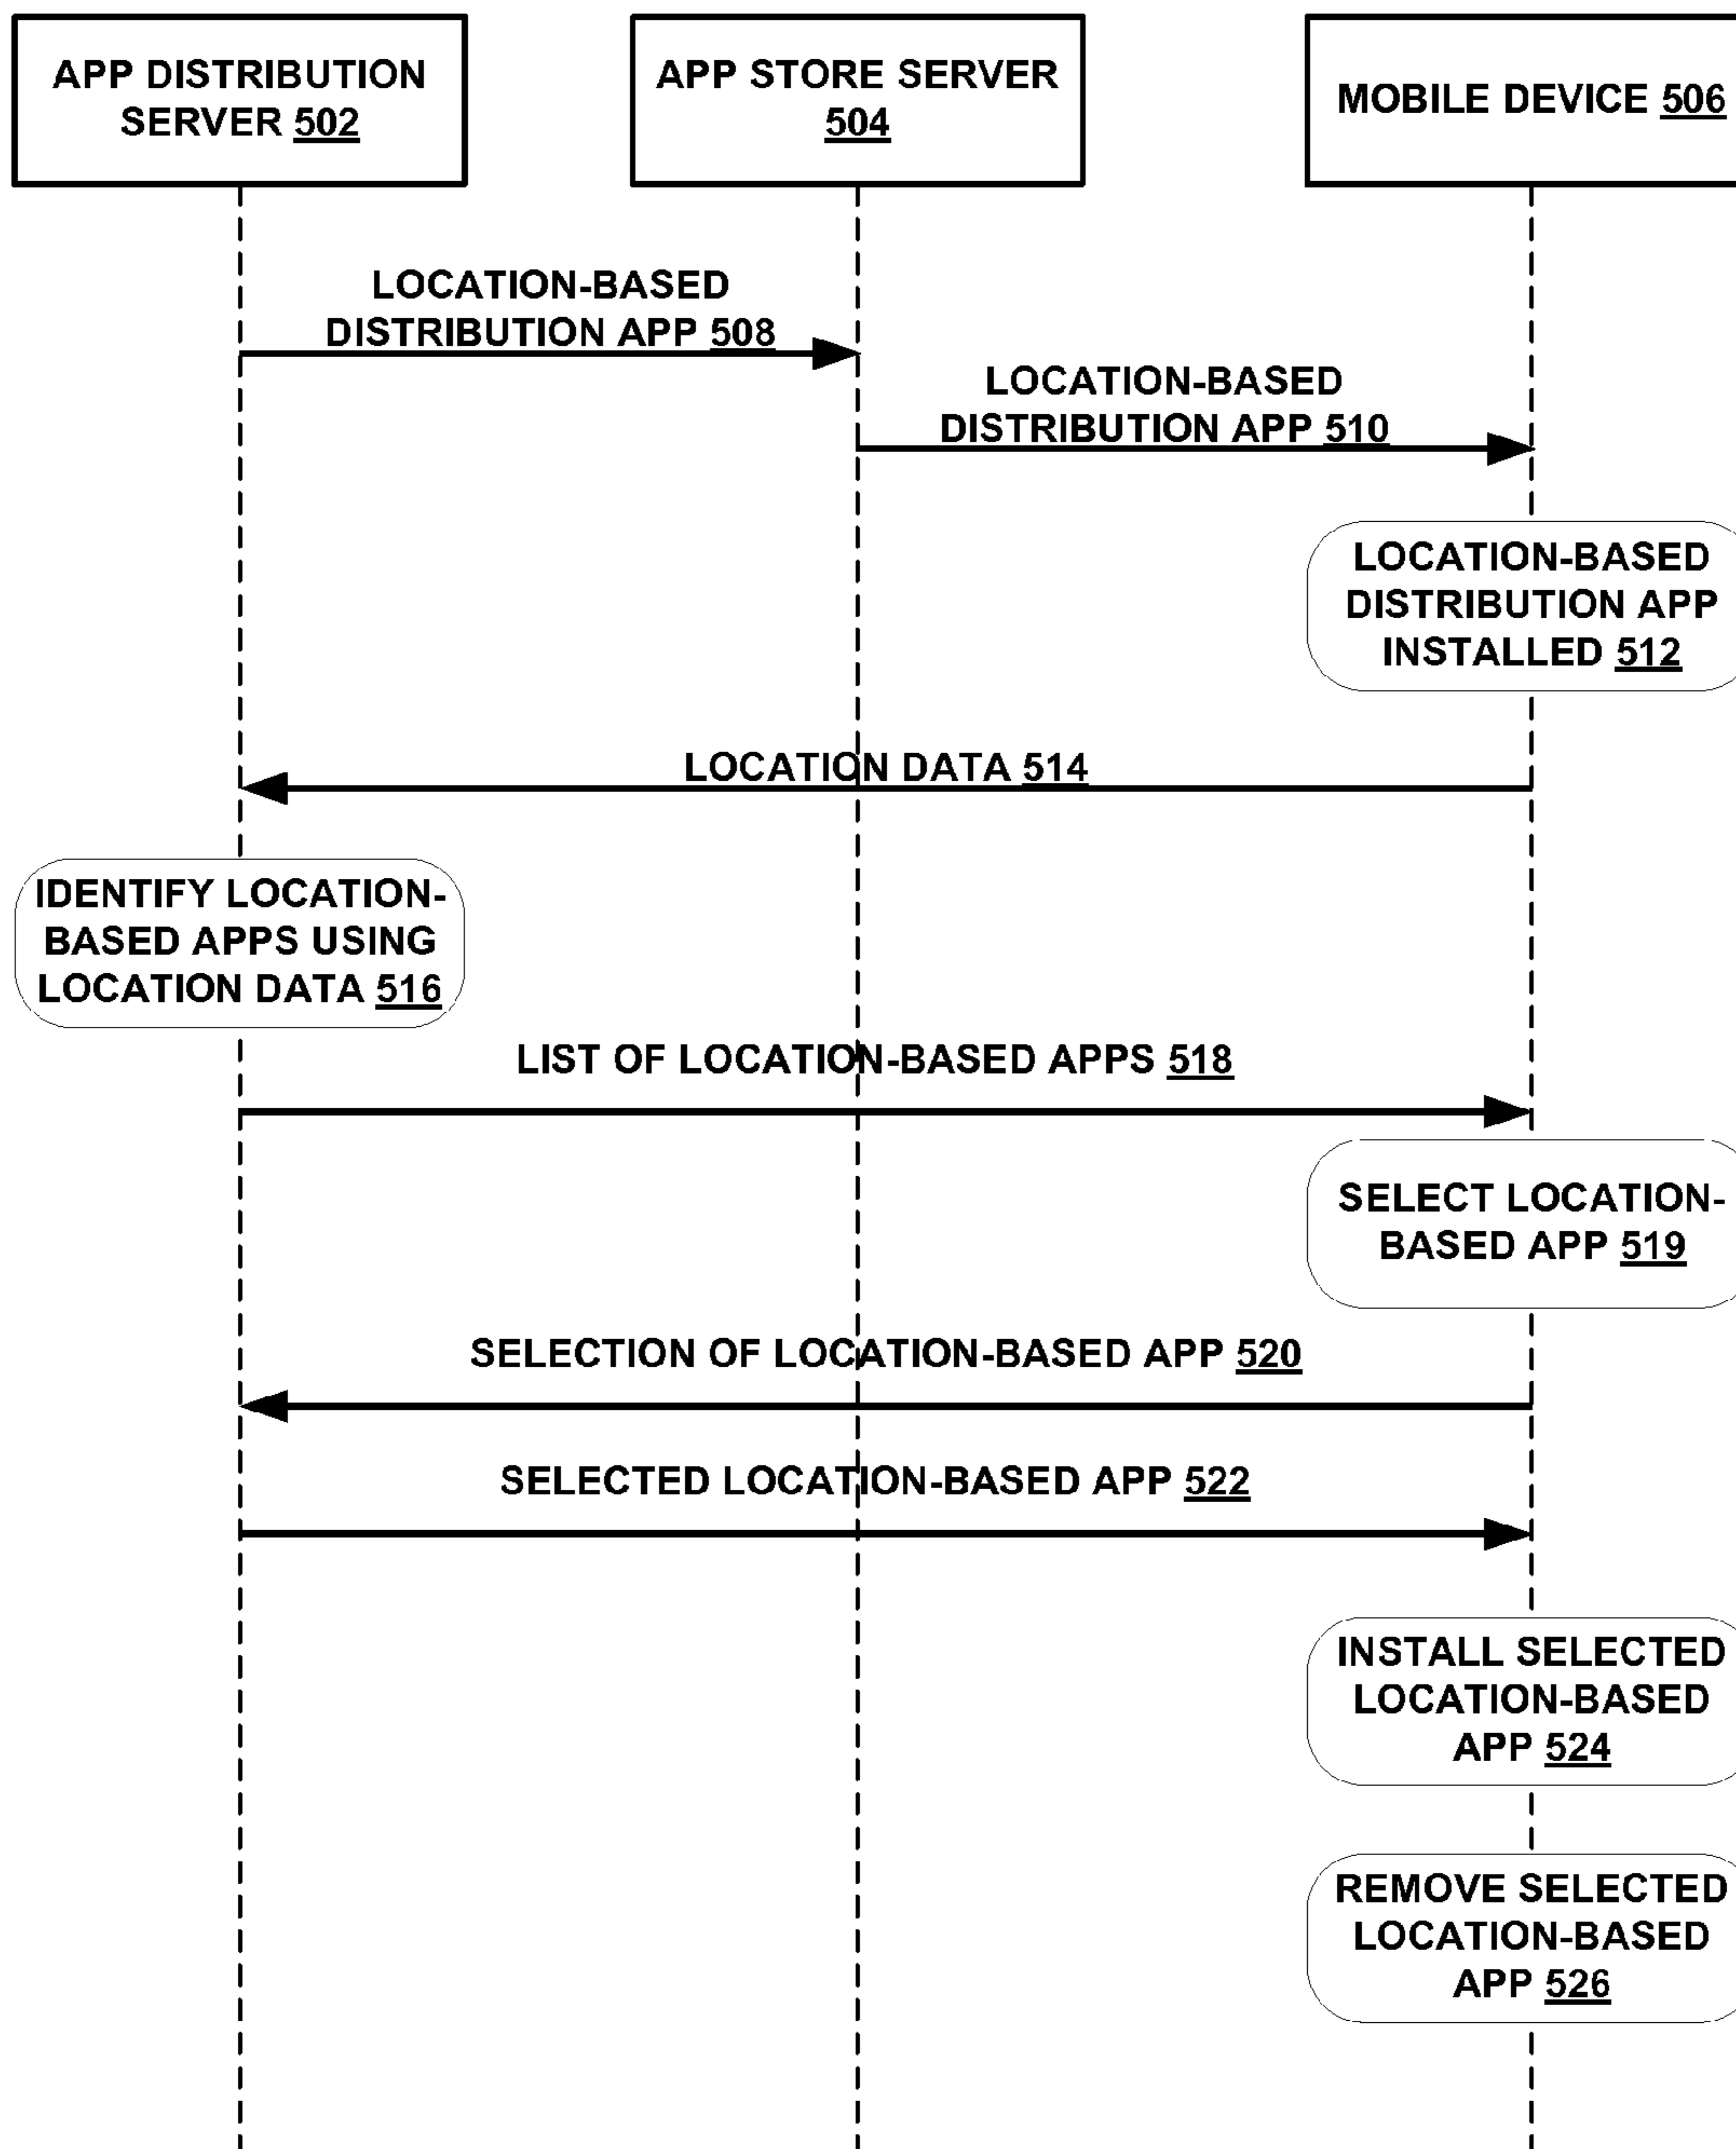 APP DISTRIBUTION
SERVER 502
APP STORE SERVER
504
MOBILE DEVICE 506
LOCATION-BASED
DISTRIBUTION APP 508
LOCATION-BASED
DISTRIBUTION APP 510
LOCATION-BASED
DISTRIBUTION APP
INSTALLED 512
LOCATION DATA 514
IDENTIFY LOCATION-
BASED APPS USING
LOCATION DATA 516
LIST OF LOCATION-BASED APPS 518
SELECT LOCATION-
BASED APP 519
SELECTION OF LOCATION-BASED APP 520
SELECTED LOCATION-BASED APP 522
INSTALL SELECTED
LOCATION-BASED
APP 524
REMOVE SELECTED
LOCATION-BASED
APP 526